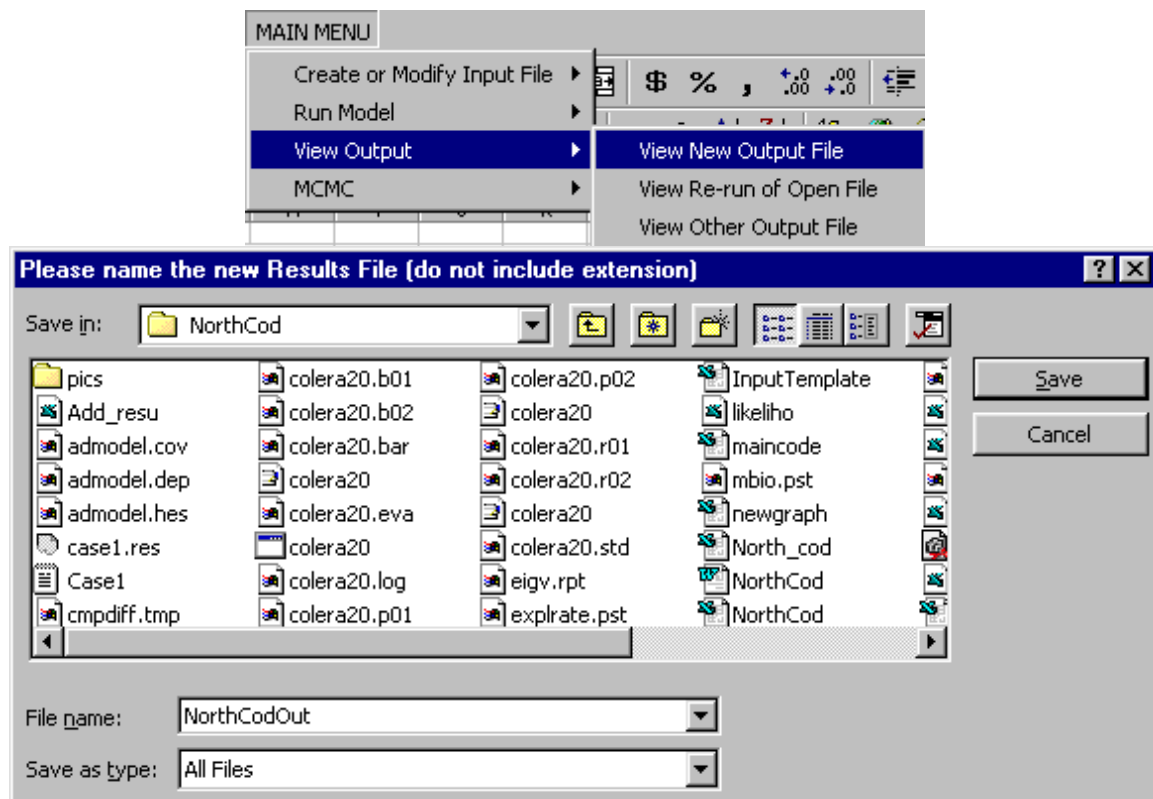 MAIN MENU
Create or Modify Input File
Run Model
View Output
MCMC
$ % ,
View New Output File
View Re-run of Open File
View Other Output File
Please name the new Results File (do not include extension)
Save in: NorthCod
pics colera20.b01 colera20.p02 InputTemplate
Add_resu colera20.b02 colera20 likeliho
admodel.cov colera20.bar colera20.r01 maincode
admodel.dep colera20 colera20.r02 mbio.pst
admodel.hes colera20.eva colera20 newgraph
case1.res colera20 colera20.std North_cod
Case1 colera20.log eigv.rpt NorthCod
cmpdiff.tmp colera20.p01 explrate.pst NorthCod
Save
Cancel
File name: NorthCodOut
Save as type: All Files